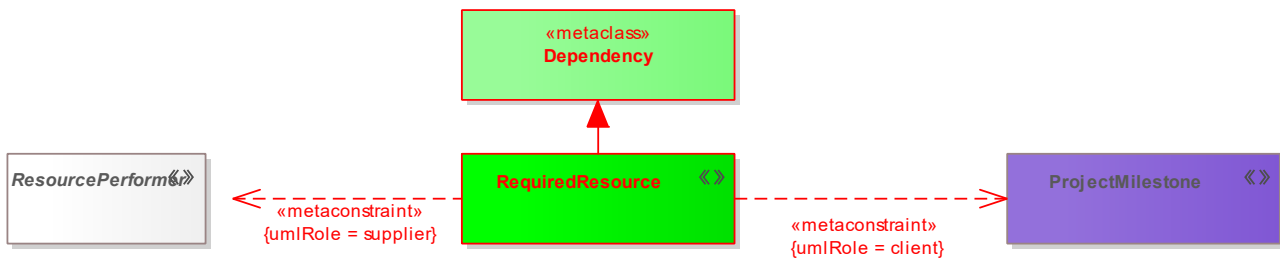 «metaclass»
Dependency
ResourcePerformer «»
RequiredResource «»
ProjectMilestone «»
«metaconstraint»
{umlRole = supplier}
«metaconstraint»
{umlRole = client}